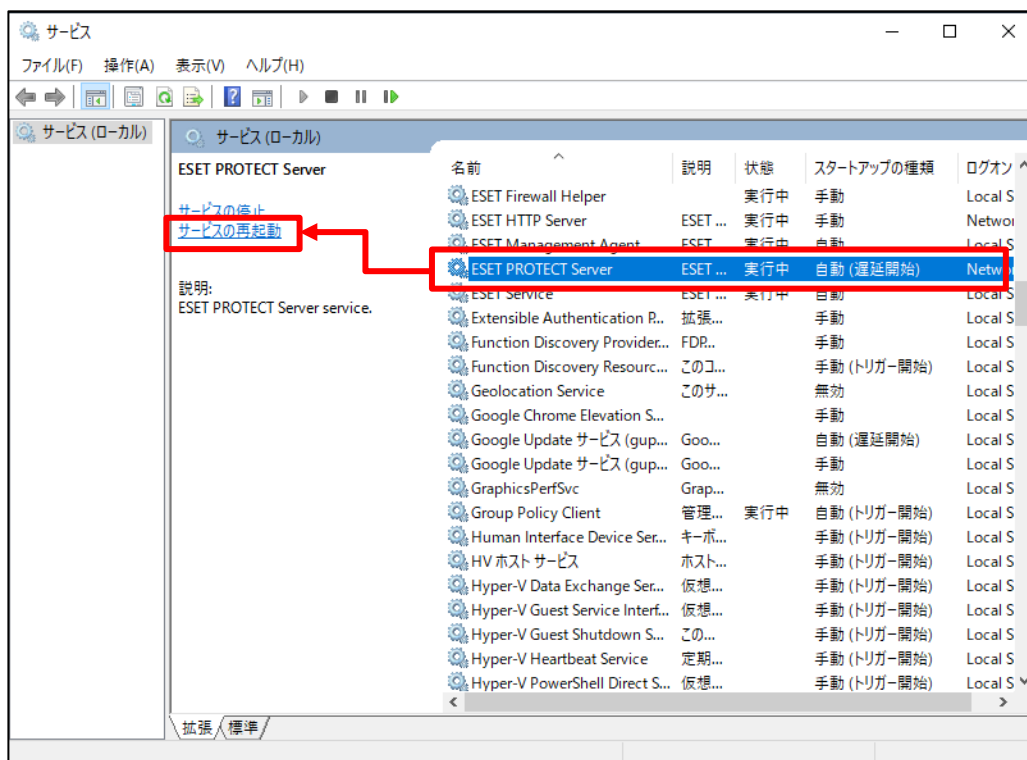 サービス
ファイル(F) 操作(A) 表示(V) ヘルプ(H)
サービス (ローカル)
サービス (ローカル)
ESET PROTECT Server
サービスの停止
サービスの再起動
説明:
ESET PROTECT Server service.
名前 説明 状態 スタートアップの種類 ログオン
ESET Firewall Helper 実行中 手動 Local S
ESET HTTP Server ESET ... 実行中 手動 Networ
ESET Management Agent ESET ... 実行中 自動 Local S
ESET PROTECT Server ESET ... 実行中 自動 (遅延開始) Networ
ESET Service ESET ... 実行中 自動 Local S
Extensible Authentication P... 拡張... 手動 Local S
Function Discovery Provider... FDP... 手動 Local S
Function Discovery Resourc... このコ... 手動 (トリガー開始) Local S
Geolocation Service このサ... 無効 Local S
Google Chrome Elevation S... 手動 Local S
Google Update サービス (gup... Goo... 自動 (遅延開始) Local S
Google Update サービス (gup... Goo... 手動 Local S
GraphicsPerfSvc Grap... 無効 Local S
Group Policy Client 管理... 実行中 自動 (トリガー開始) Local S
Human Interface Device Ser... キーボ... 手動 (トリガー開始) Local S
HV ホスト サービス ホスト... 手動 (トリガー開始) Local S
Hyper-V Data Exchange Ser... 仮想... 手動 (トリガー開始) Local S
Hyper-V Guest Service Interf... 仮想... 手動 (トリガー開始) Local S
Hyper-V Guest Shutdown S... この... 手動 (トリガー開始) Local S
Hyper-V Heartbeat Service 定期... 手動 (トリガー開始) Local S
Hyper-V PowerShell Direct S... 仮想... 手動 (トリガー開始) Local S
拡張 標準